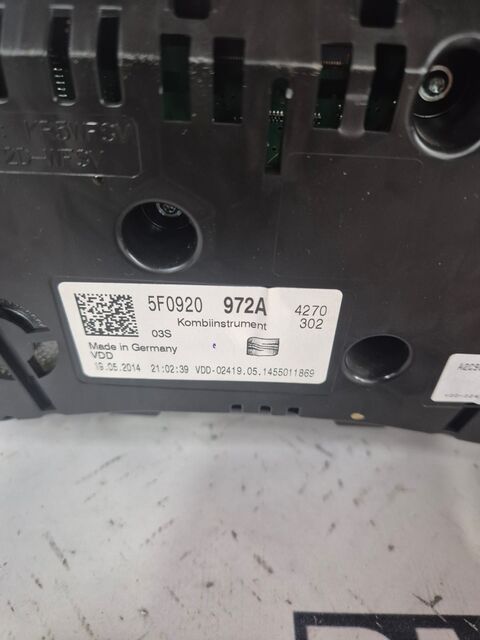 5F0920 972A 4270
Kombiinstrument 302
03S
Made in Germany
VDD
19.05.2014 21:02:39 VDD-02419.05.1455011869